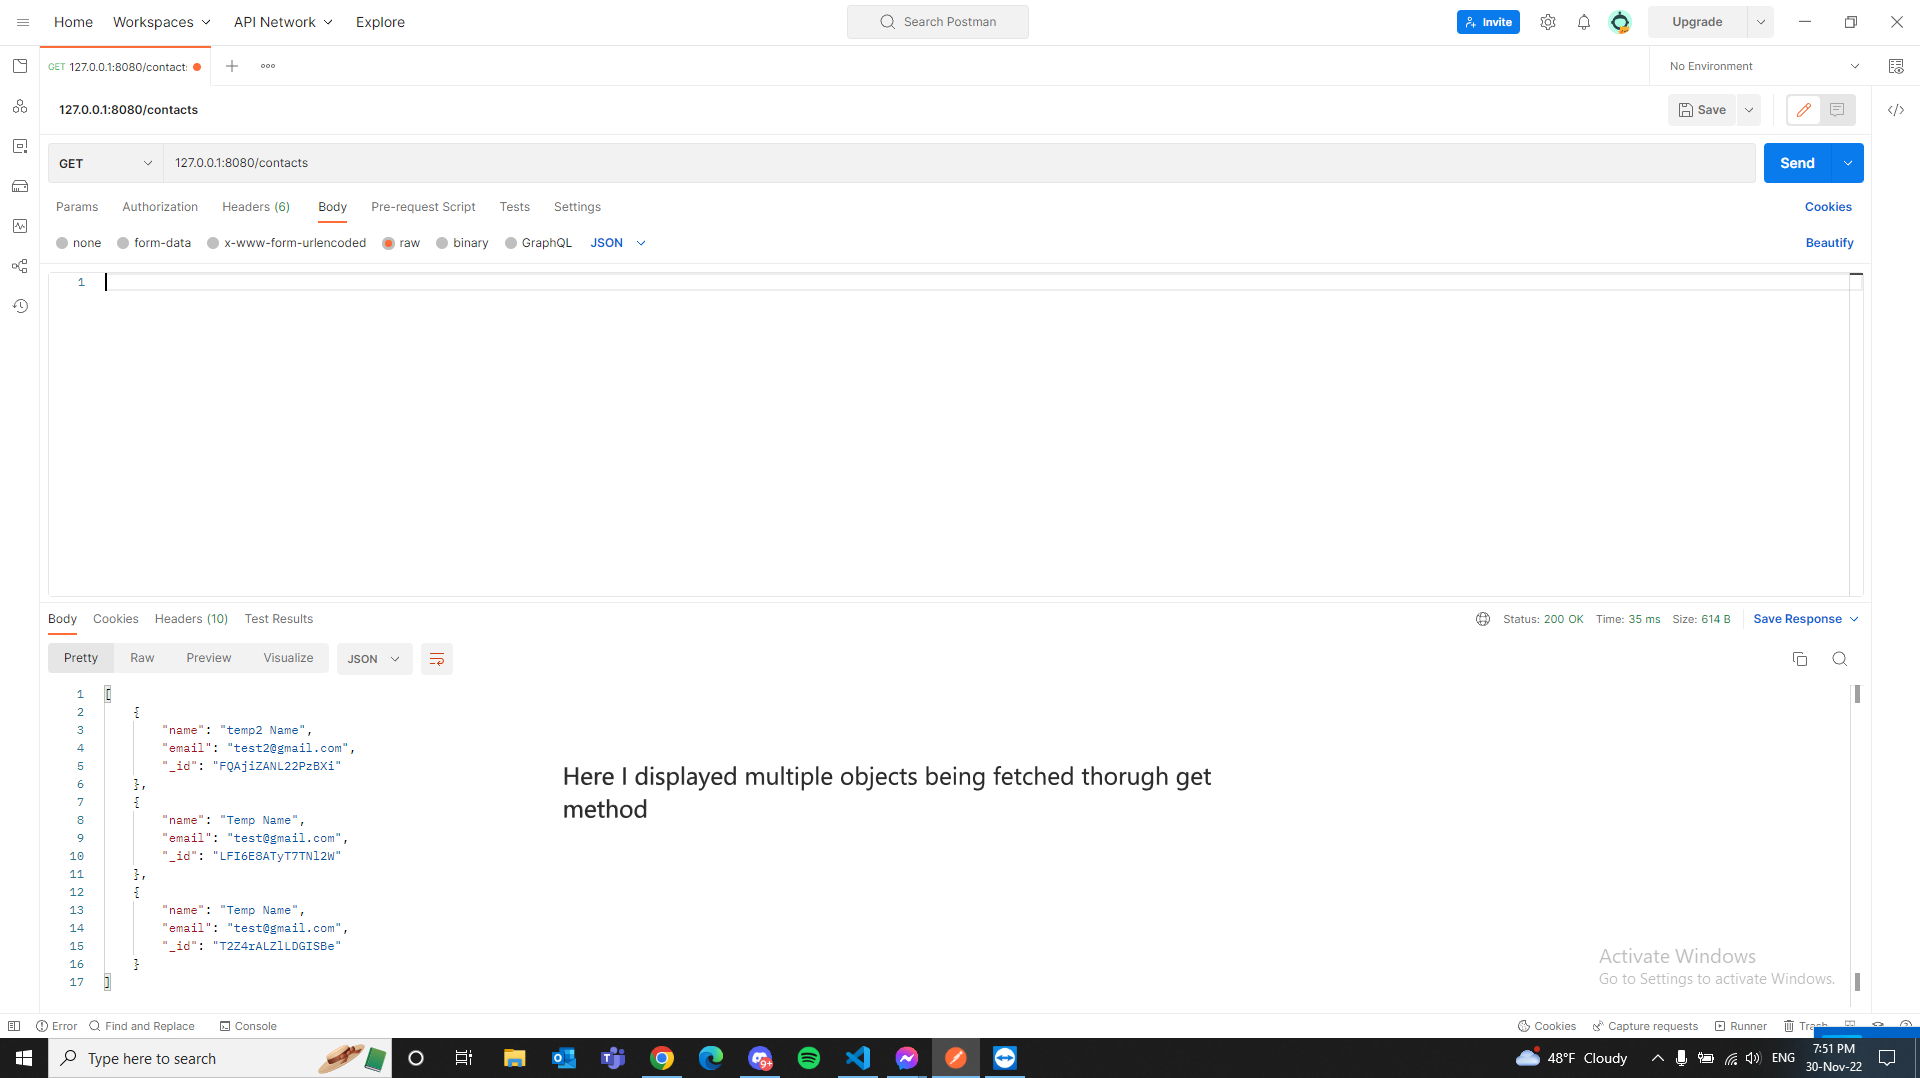 Home Workspaces API Network Explore Search Postman Invite Upgrade
GET 127.0.0.1:8080/contact No Environment
127.0.0.1:8080/contacts Save
GET 127.0.0.1:8080/contacts Send
Params Authorization Headers (6) Body Pre-request Script Tests Settings Cookies
none form-data x-www-form-urlencoded raw binary GraphQL JSON Beautify
1
Body Cookies Headers (10) Test Results Status: 200 OK Time: 35 ms Size: 614 B Save Response
Pretty Raw Preview Visualize JSON
1 [
2 {
3 "name": "temp2 Name",
4 "email": "test2@gmail.com",
5 "_id": "FQAjiZANL22PzBXi"
6 },
7 {
8 "name": "Temp Name",
9 "email": "test@gmail.com",
10 "_id": "LFI6E8ATyT7TNl2W"
11 },
12 {
13 "name": "Temp Name",
14 "email": "test@gmail.com",
15 "_id": "T2Z4rALZlLDGISBe"
16 }
17 ]
Here I displayed multiple objects being fetched thorugh get
method
Activate Windows
Go to Settings to activate Windows.
Error Find and Replace Console Cookies Capture requests Runner Trash
Type here to search 9+ 48°F Cloudy ENG 7:51 PM
30-Nov-22